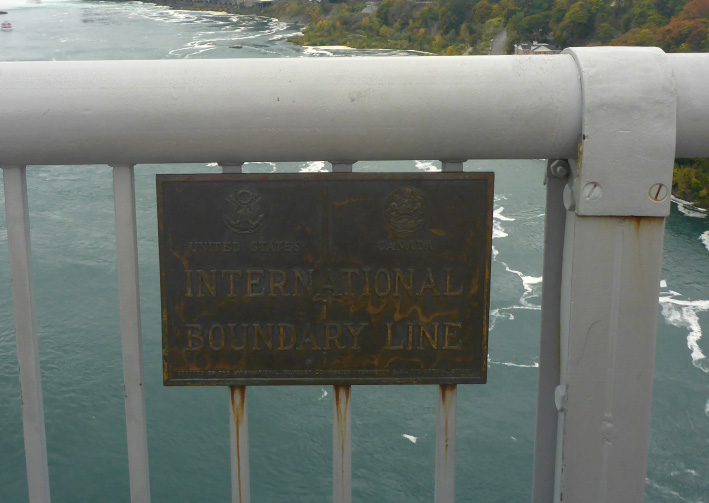 UNITED STATES CANADA
INTERNATIONAL
BOUNDARY LINE